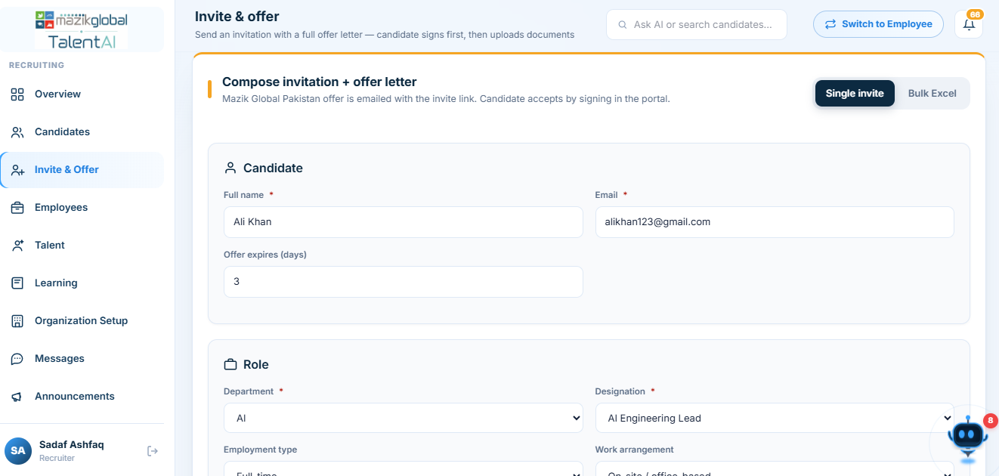 mazikglobal
TalentAI
RECRUITING
Overview
Candidates
Invite & Offer
Employees
Talent
Learning
Organization Setup
Messages
Announcements
SA
Sadaf Ashfaq
Recruiter
Invite & offer
Send an invitation with a full offer letter — candidate signs first, then uploads documents
Ask AI or search candidates...
Switch to Employee
66
Compose invitation + offer letter
Mazik Global Pakistan offer is emailed with the invite link. Candidate accepts by signing in the portal.
Single invite
Bulk Excel
Candidate
Full name *
Email *
Ali Khan
alikhan123@gmail.com
Offer expires (days)
3
Role
Department *
Designation *
AI
AI Engineering Lead
8
Employment type
Work arrangement
Full-time
On-site / office-based